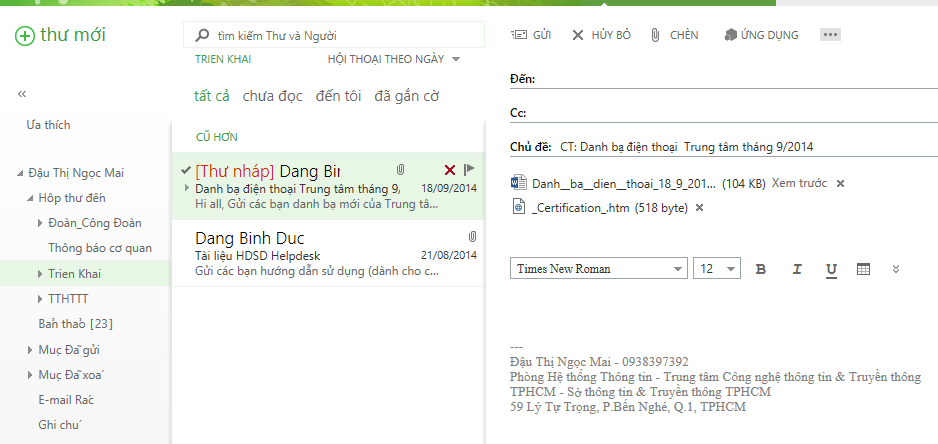 thư mới
«
Ưa thích
Đậu Thị Ngọc Mai
Hộp thư đến
Đoàn_Công Đoàn
Thông báo cơ quan
Trien Khai
TTHTTT
Bản thảo [23]
Mục Đã gửi
Mục Đã xóa
E-mail Rác
Ghi chú
tìm kiếm Thư và Người
TRIEN KHAI HỘI THOẠI THEO NGÀY
tất cả chưa đọc đến tôi đã gắn cờ
CŨ HƠN
[Thư nháp] Dang Bin
Danh bạ điện thoại Trung tâm tháng 9, 18/09/2014
Hi all, Gửi các bạn danh bạ mới của Trung tâ...
Dang Binh Duc
Tài liệu HDSD Helpdesk 21/08/2014
Gửi các bạn hướng dẫn sử dụng (dành cho c...
GỬI HỦY BỎ CHÈN ỨNG DỤNG ...
Đến:
Cc:
Chủ đề: CT: Danh bạ điện thoại Trung tâm tháng 9/2014
Danh__ba__dien__thoai_18_9_201... (104 KB) Xem trước ×
_Certification_.htm (518 byte) ×
Times New Roman 12 B I U
---
Đậu Thị Ngọc Mai - 0938397392
Phòng Hệ thống Thông tin - Trung tâm Công nghệ thông tin & Truyền thông
TPHCM - Sở thông tin & Truyền thông TPHCM
59 Lý Tự Trọng, P.Bến Nghé, Q.1, TPHCM